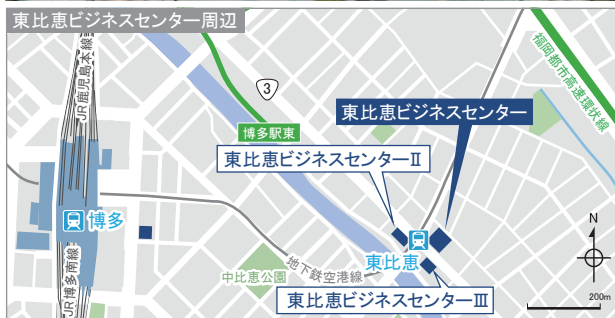 東比恵ビジネスセンター周辺
JR鹿児島本線
3
福岡都市高速環状線
東比恵ビジネスセンター
博多駅東
東比恵ビジネスセンターⅡ
博多
東比恵
N
地下鉄空港線
中比恵公園
JR博多南線
東比恵ビジネスセンターⅢ
200m